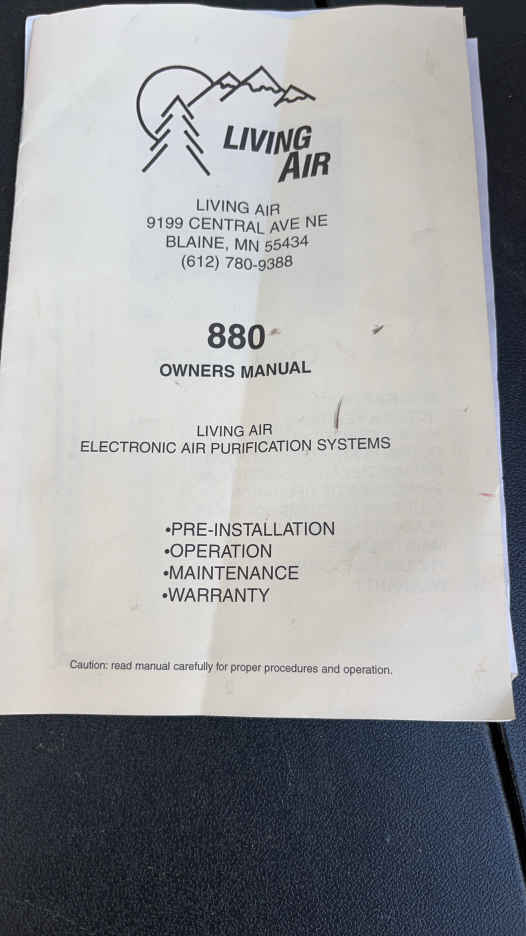 LIVING
AIR
LIVING AIR
9199 CENTRAL AVE NE
BLAINE, MN 55434
(612) 780-9388
880
OWNERS MANUAL
LIVING AIR
ELECTRONIC AIR PURIFICATION SYSTEMS
•PRE-INSTALLATION
•OPERATION
•MAINTENANCE
•WARRANTY
Caution: read manual carefully for proper procedures and operation.